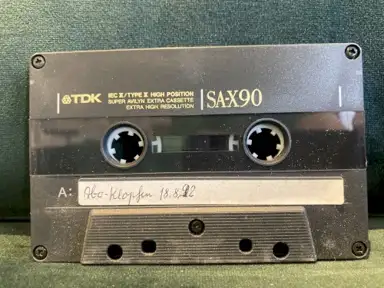 TDK
IEC II/TYPE II HIGH POSITION
SUPER AVILYN EXTRA CASSETTE
EXTRA HIGH RESOLUTION
SA-X90
A: Abo-Klopfen 18.8.92